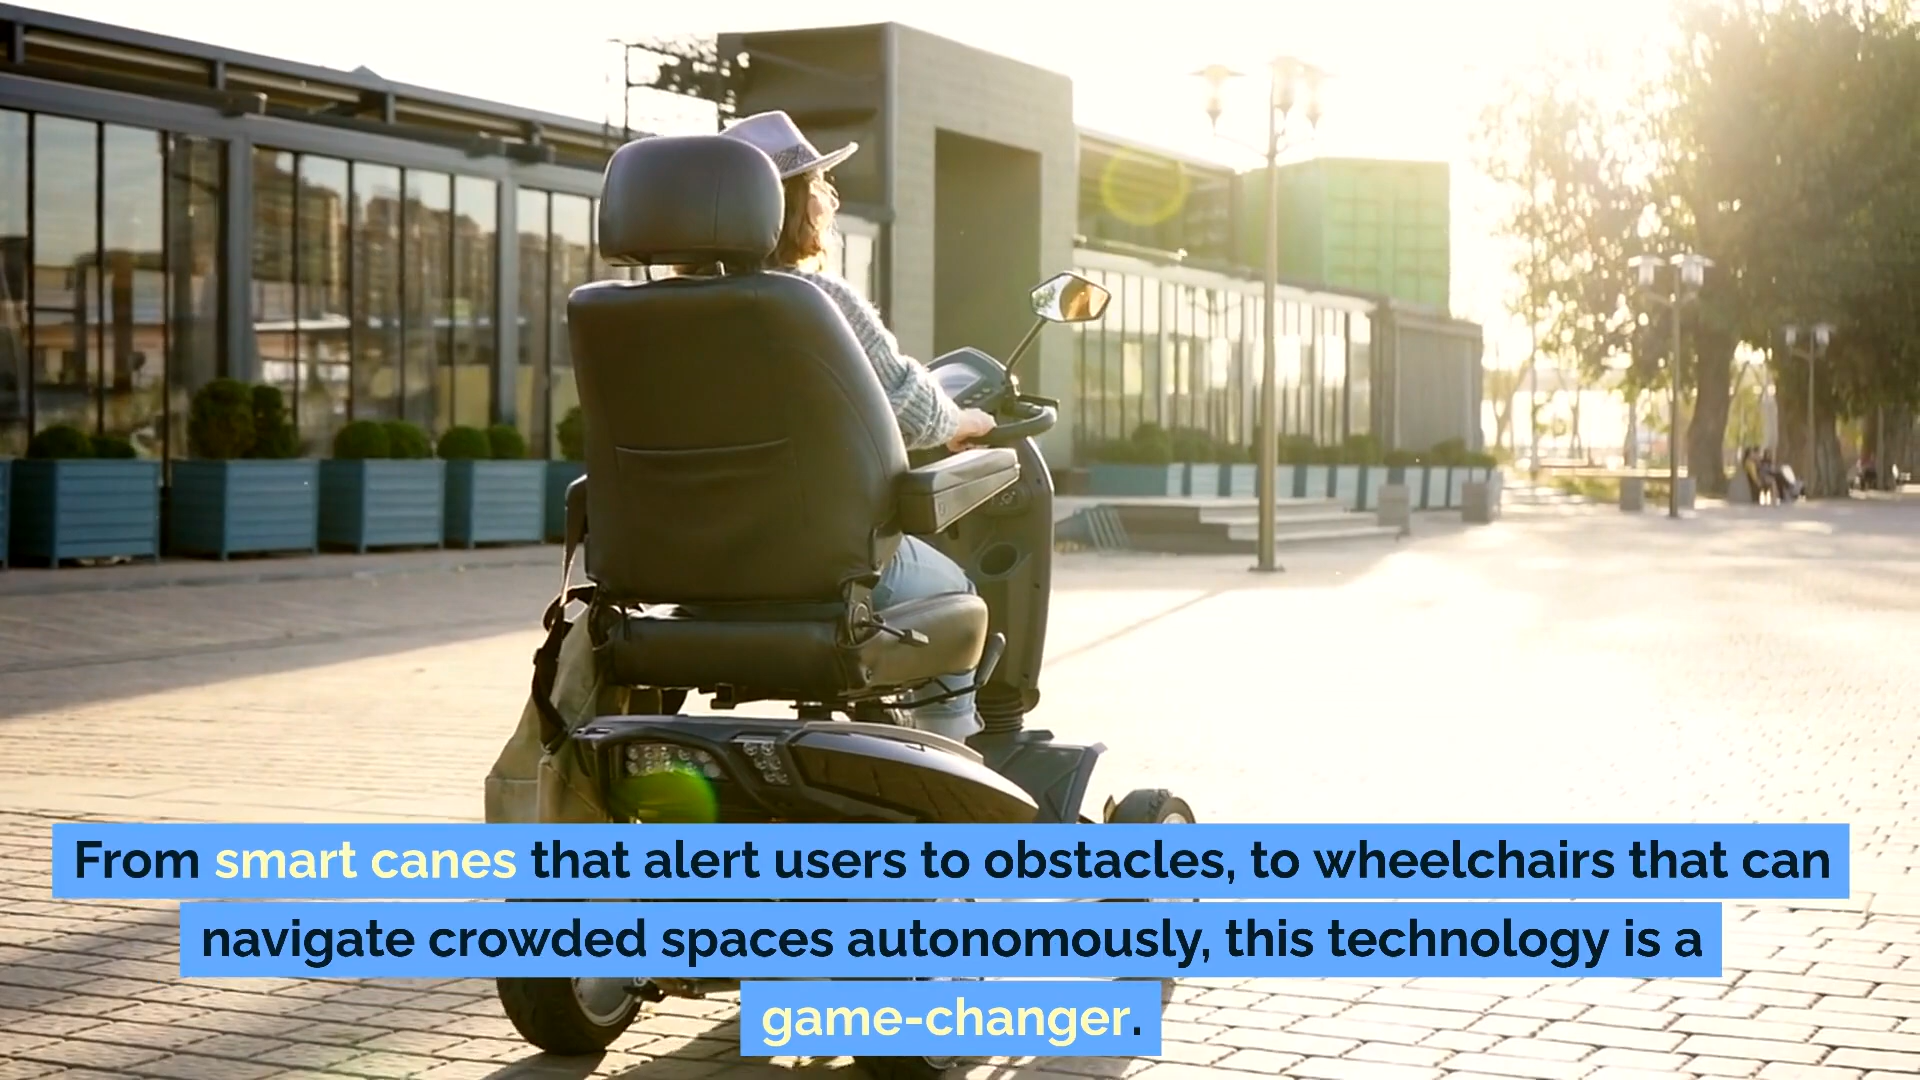 From smart canes that alert users to obstacles, to wheelchairs that can
navigate crowded spaces autonomously, this technology is a
game-changer.